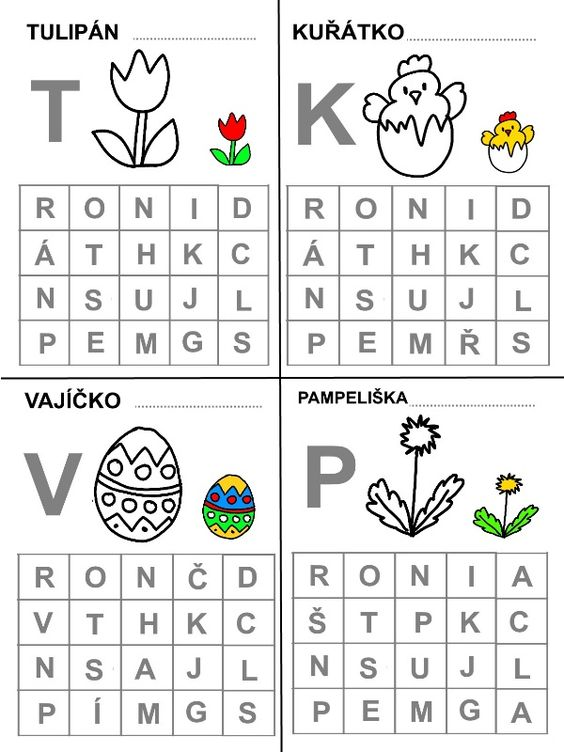 TULIPÁN
T
R O N I D
Á T H K C
N S U J L
P E M G S
KUŘÁTKO
K
R O N I D
Á T H K C
N S U J L
P E M Ř S
VAJÍČKO
V
R O N Č D
V T H K C
N S A J L
P Í M G S
PAMPELIŠKA
P
R O N I A
Š T P K C
N S U J L
P E M G A